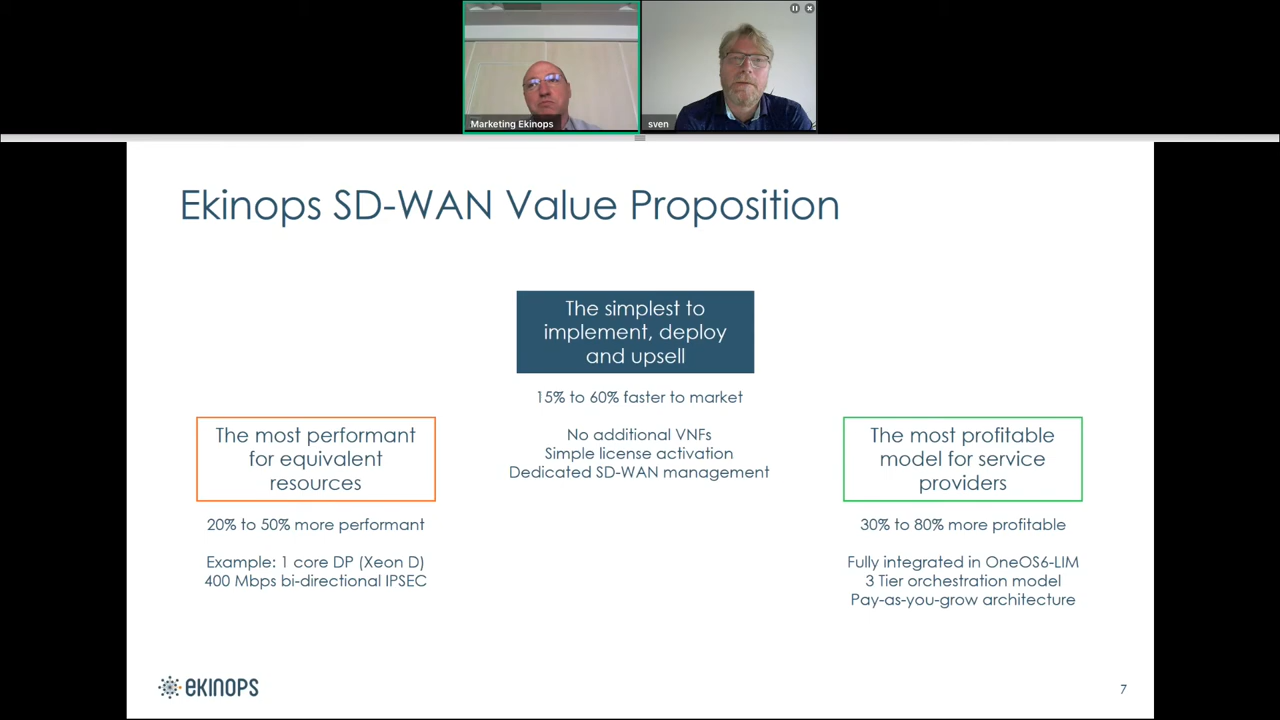 Marketing Ekinops
sven
Ekinops SD-WAN Value Proposition
The simplest to
implement, deploy
and upsell
15% to 60% faster to market
No additional VNFs
Simple license activation
Dedicated SD-WAN management
The most performant
for equivalent
resources
20% to 50% more performant
Example: 1 core DP (Xeon D)
400 Mbps bi-directional IPSEC
The most profitable
model for service
providers
30% to 80% more profitable
Fully integrated in OneOS6-LIM
3 Tier orchestration model
Pay-as-you-grow architecture
ekinops
7